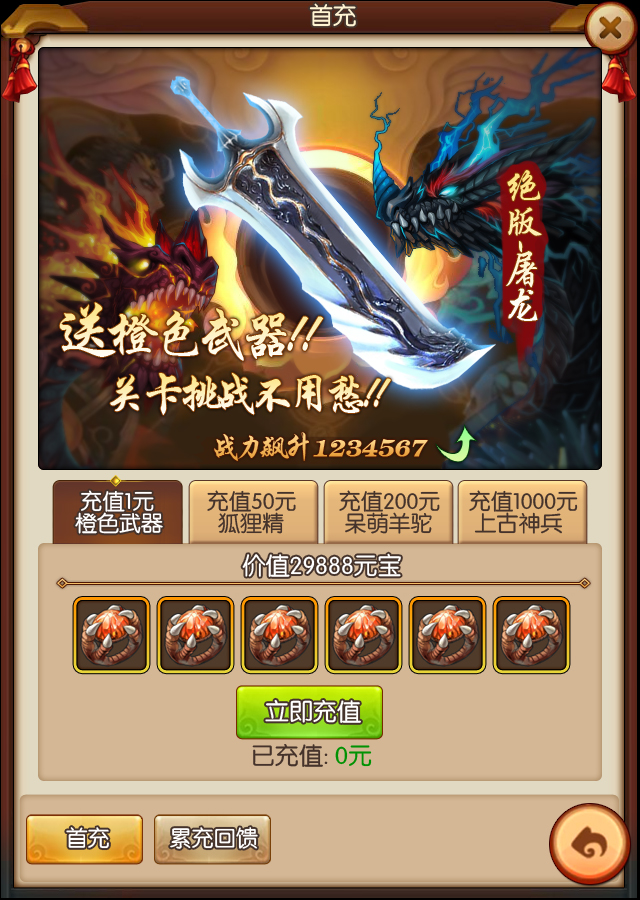 首充
绝版-屠龙
送橙色武器!!
关卡挑战不用愁!!
战力飙升1234567
充值1元
橙色武器
充值50元
狐狸精
充值200元
呆萌羊驼
充值1000元
上古神兵
价值29888元宝
立即充值
已充值: 0元
首充
累充回馈